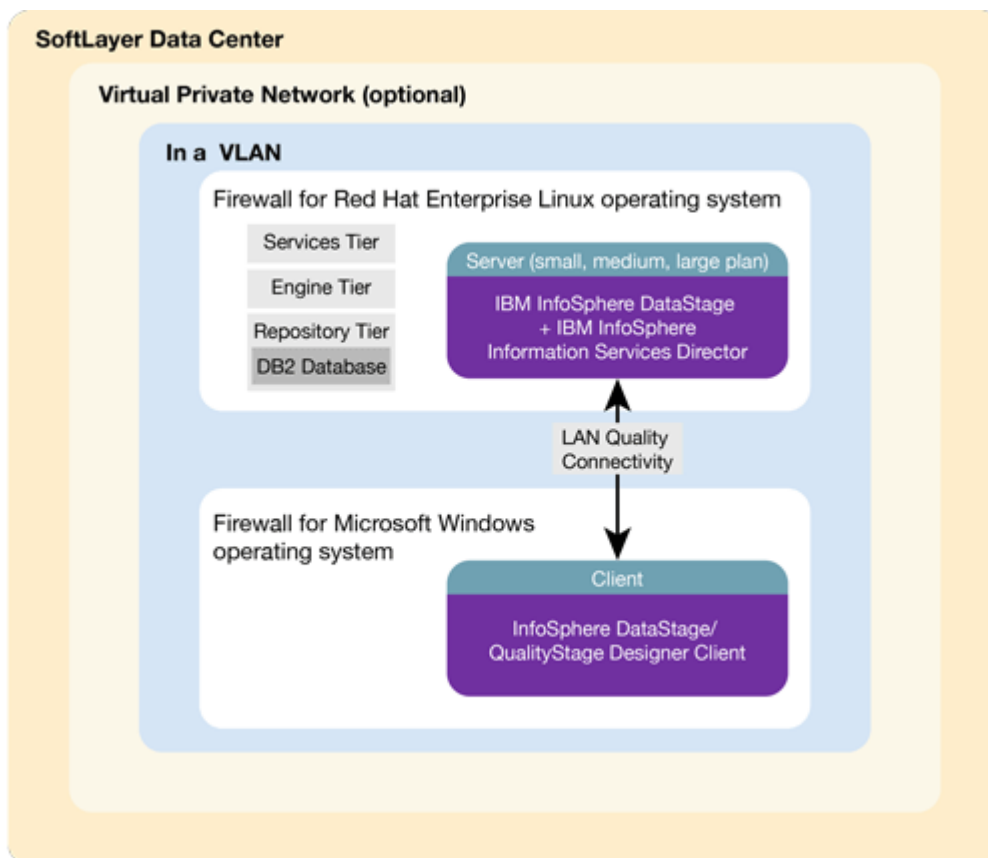 SoftLayer Data Center
Virtual Private Network (optional)
In a VLAN
Firewall for Red Hat Enterprise Linux operating system
Services Tier
Engine Tier
Repository Tier
DB2 Database
Server (small, medium, large plan)
IBM InfoSphere DataStage
+ IBM InfoSphere
Information Services Director
LAN Quality
Connectivity
Firewall for Microsoft Windows
operating system
Client
InfoSphere DataStage/
QualityStage Designer Client